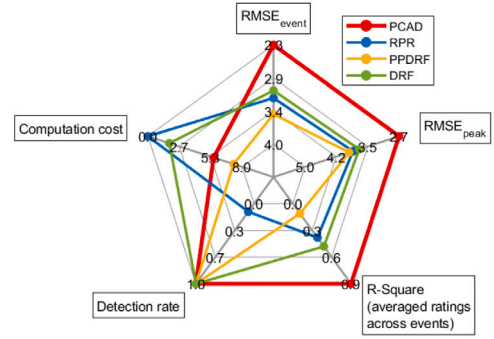 RMSE_event
PCAD
RPR
PPDRF
DRF
2.3
2.9
3.4
4.0
Computation cost
0.0
2.7
5.3
8.0
RMSE_peak
2.7
3.5
4.2
5.0
0.0
0.3
0.7
1.0
Detection rate
0.0
0.3
0.6
0.9
R-Square
(averaged ratings
across events)